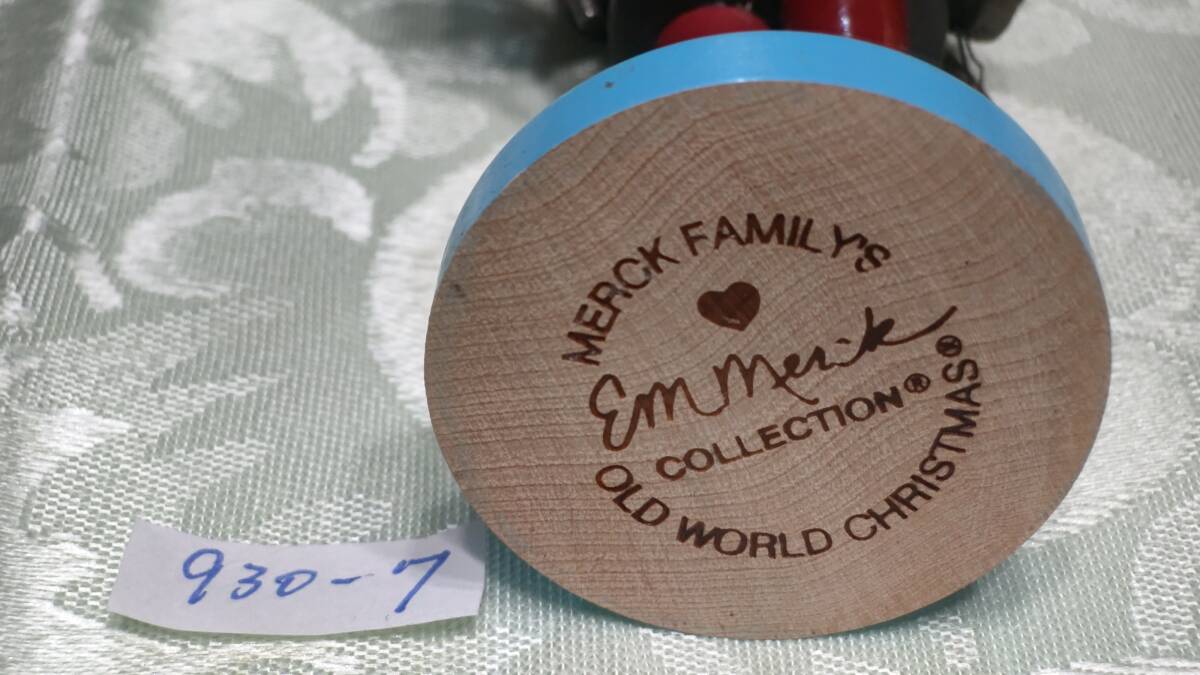 MERCK FAMILY'S
EM Merck
COLLECTION®
OLD WORLD CHRISTMAS®
930-7